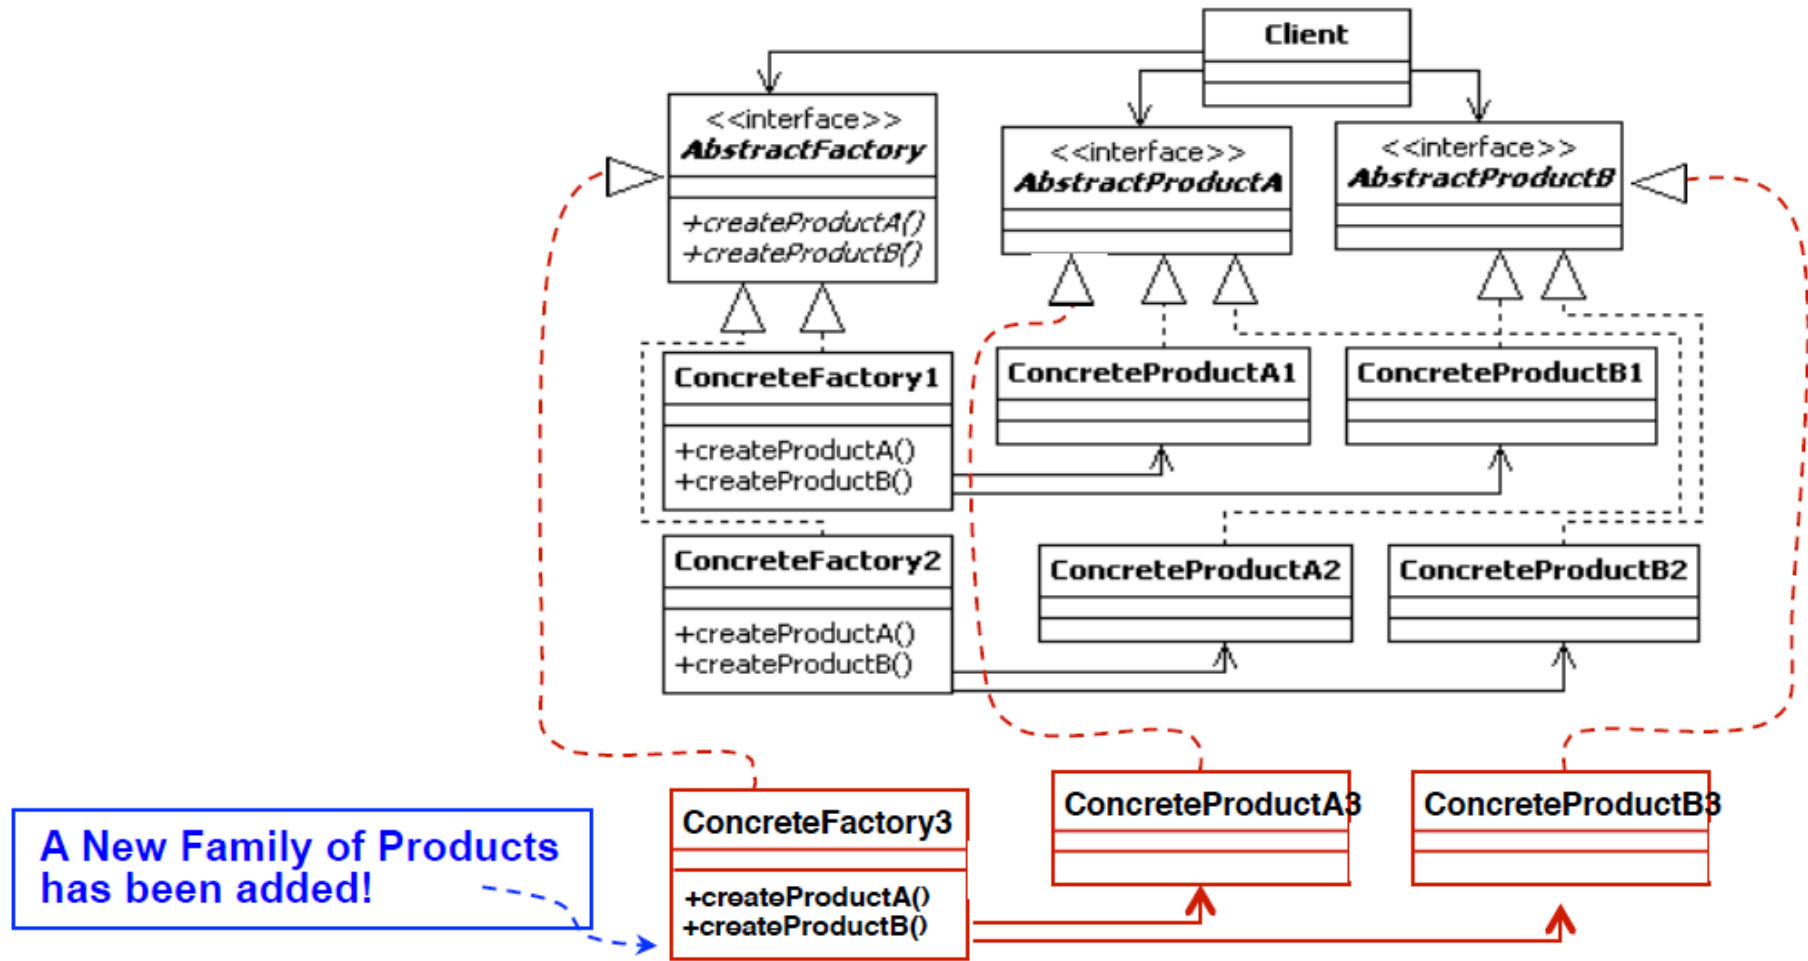 Client
<<interface>>
AbstractFactory
+createProductA()
+createProductB()
<<interface>>
AbstractProductA
<<interface>>
AbstractProductB
ConcreteFactory1
+createProductA()
+createProductB()
ConcreteProductA1
ConcreteProductB1
ConcreteFactory2
+createProductA()
+createProductB()
ConcreteProductA2
ConcreteProductB2
A New Family of Products
has been added!
ConcreteFactory3
+createProductA()
+createProductB()
ConcreteProductA3
ConcreteProductB3